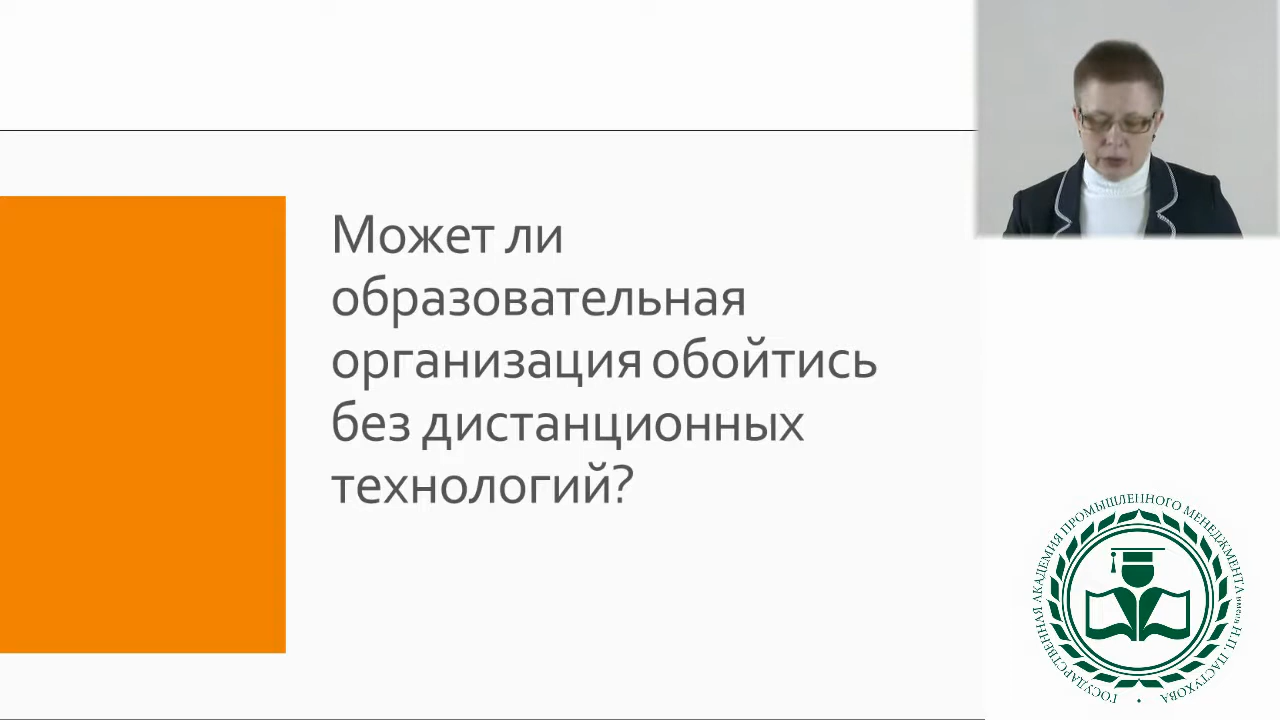 Может ли
образовательная
организация обойтись
без дистанционных
технологий?
ГОСУДАРСТВЕННАЯ АКАДЕМИЯ ПРОМЫШЛЕННОГО МЕНЕДЖМЕНТА имени Н.П. ПАСТУХОВА